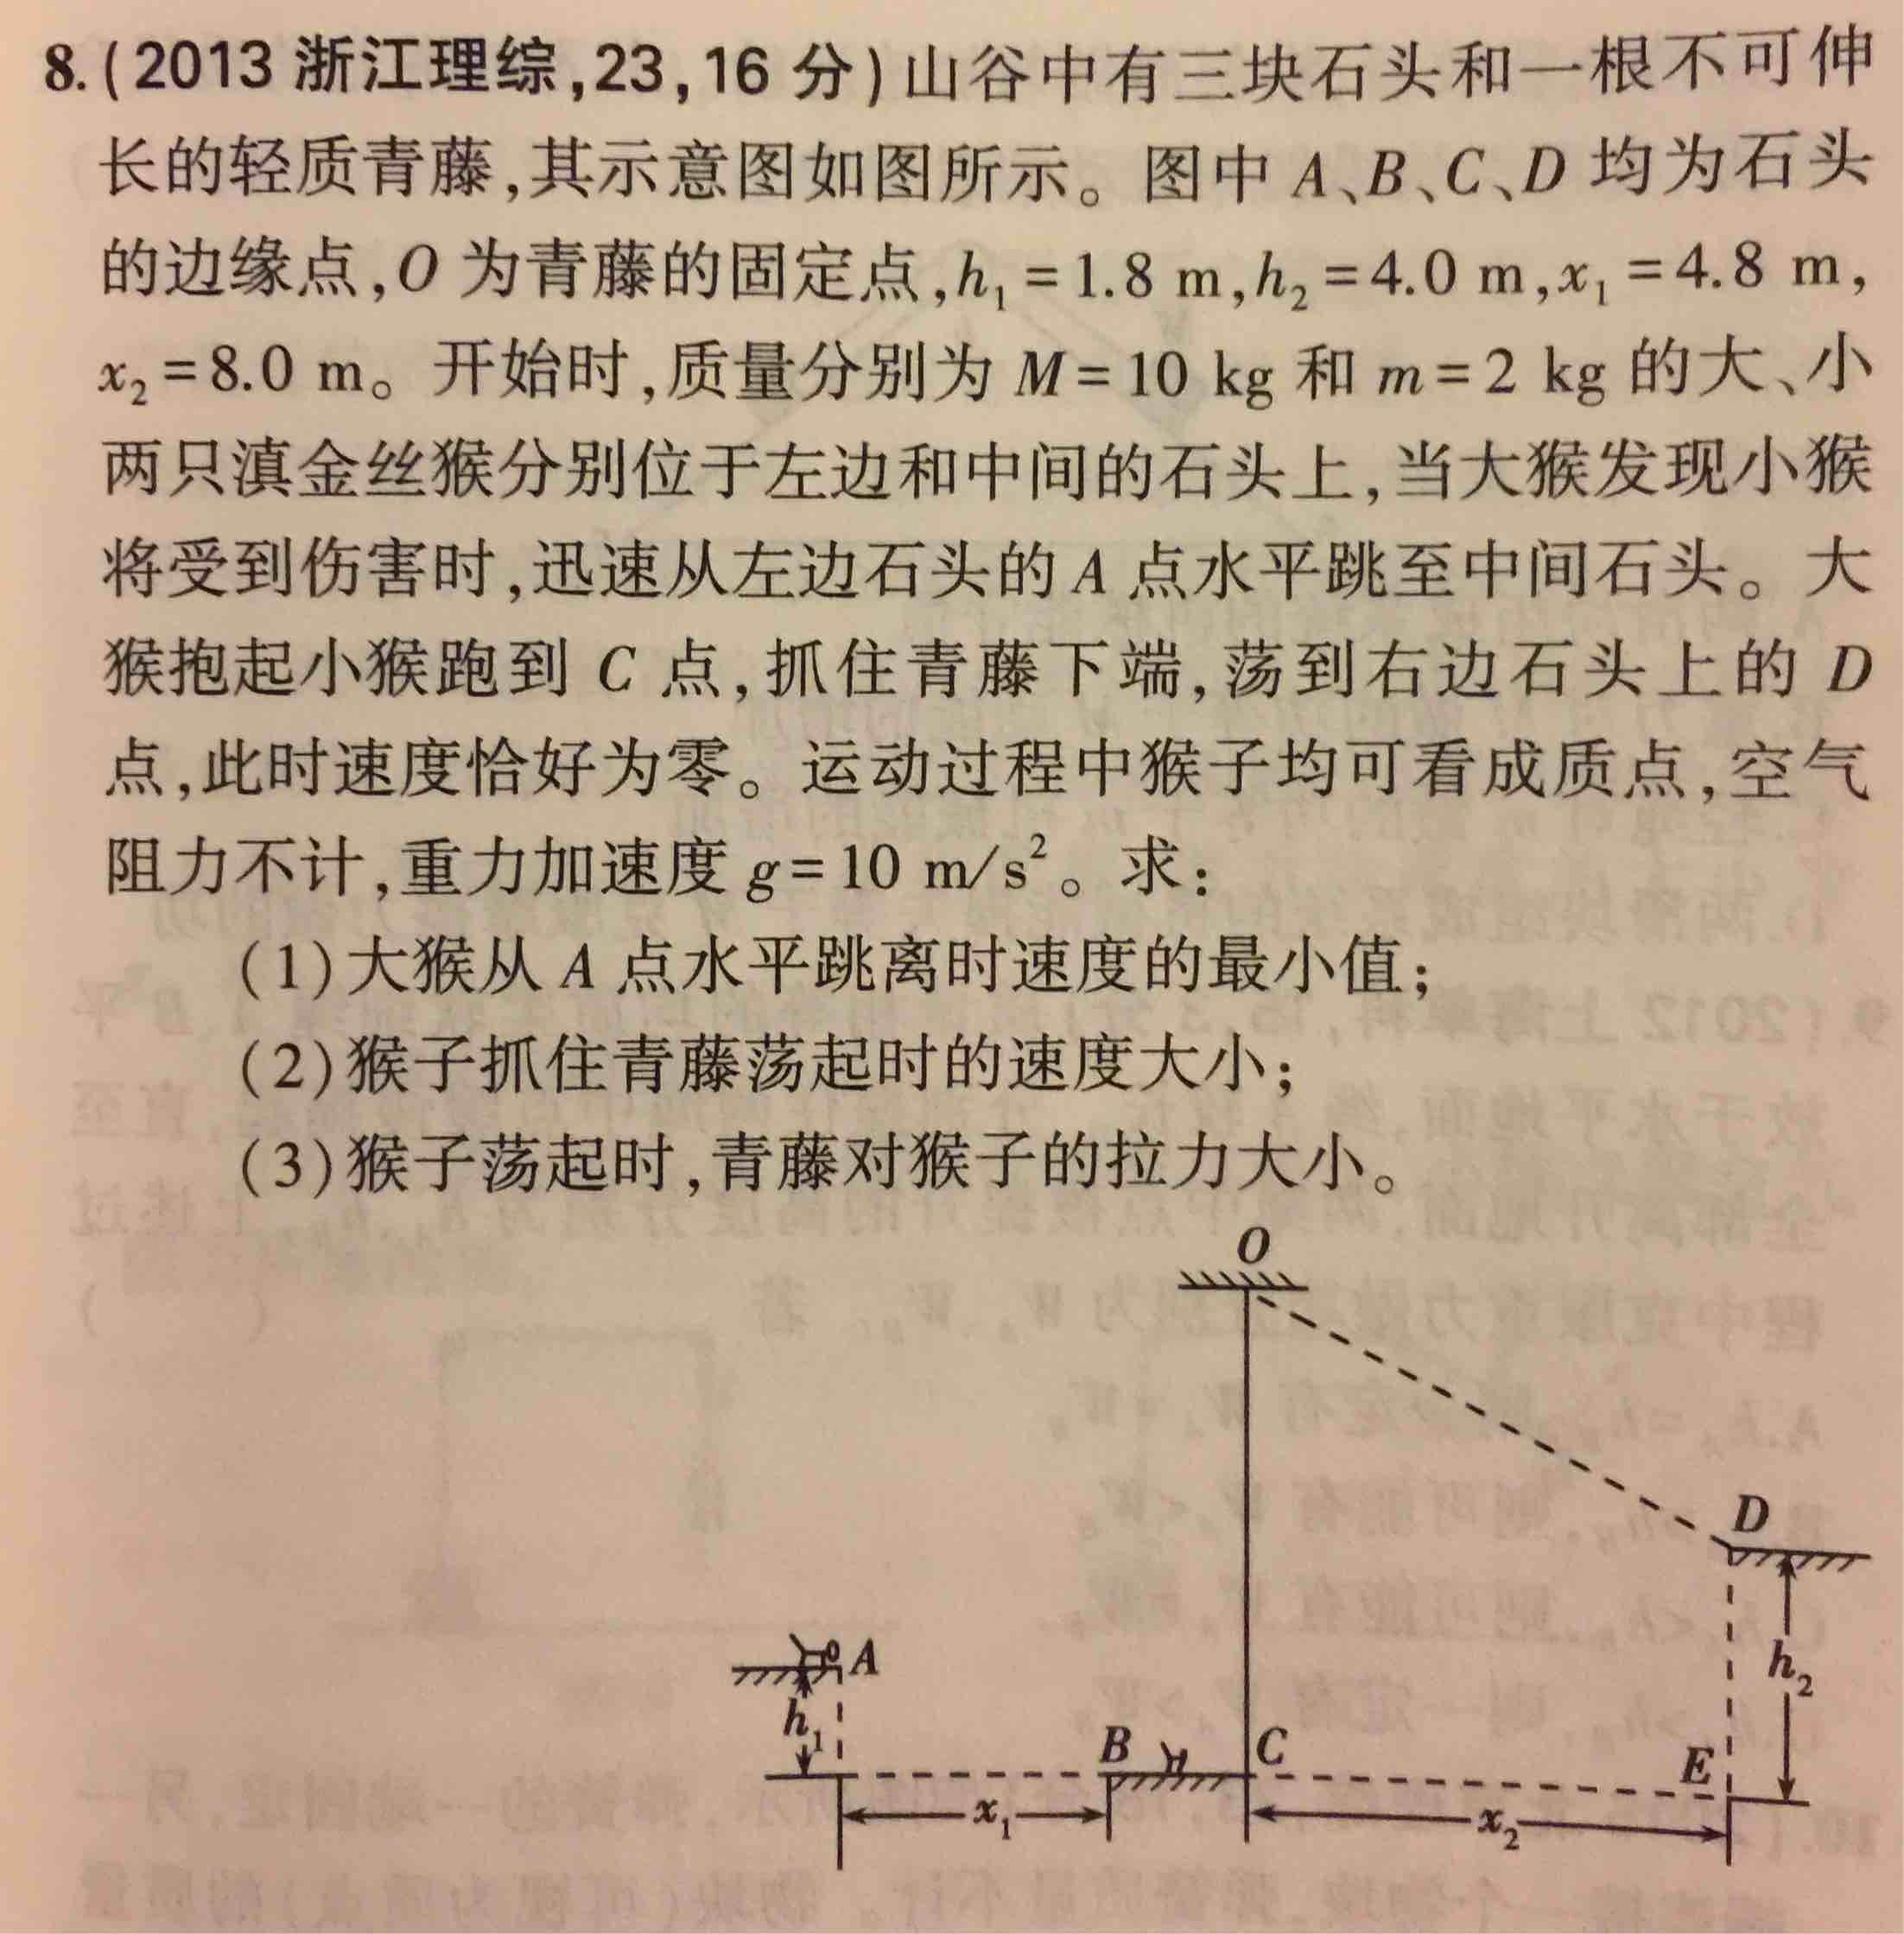 8.(2013 浙江理综,23,16 分)山谷中有三块石头和一根不可伸
长的轻质青藤,其示意图如图所示。图中 A、B、C、D 均为石头
的边缘点,O 为青藤的固定点,h₁=1.8 m,h₂=4.0 m,x₁=4.8 m,
x₂=8.0 m。开始时,质量分别为 M=10 kg 和 m=2 kg 的大、小
两只滇金丝猴分别位于左边和中间的石头上,当大猴发现小猴
将受到伤害时,迅速从左边石头的 A 点水平跳至中间石头。大
猴抱起小猴跑到 C 点,抓住青藤下端,荡到右边石头上的 D
点,此时速度恰好为零。运动过程中猴子均可看成质点,空气
阻力不计,重力加速度 g=10 m/s²。求:
(1)大猴从 A 点水平跳离时速度的最小值;
(2)猴子抓住青藤荡起时的速度大小;
(3)猴子荡起时,青藤对猴子的拉力大小。
O
D
A
h₂
h₁
B
C
E
x₁
x₂